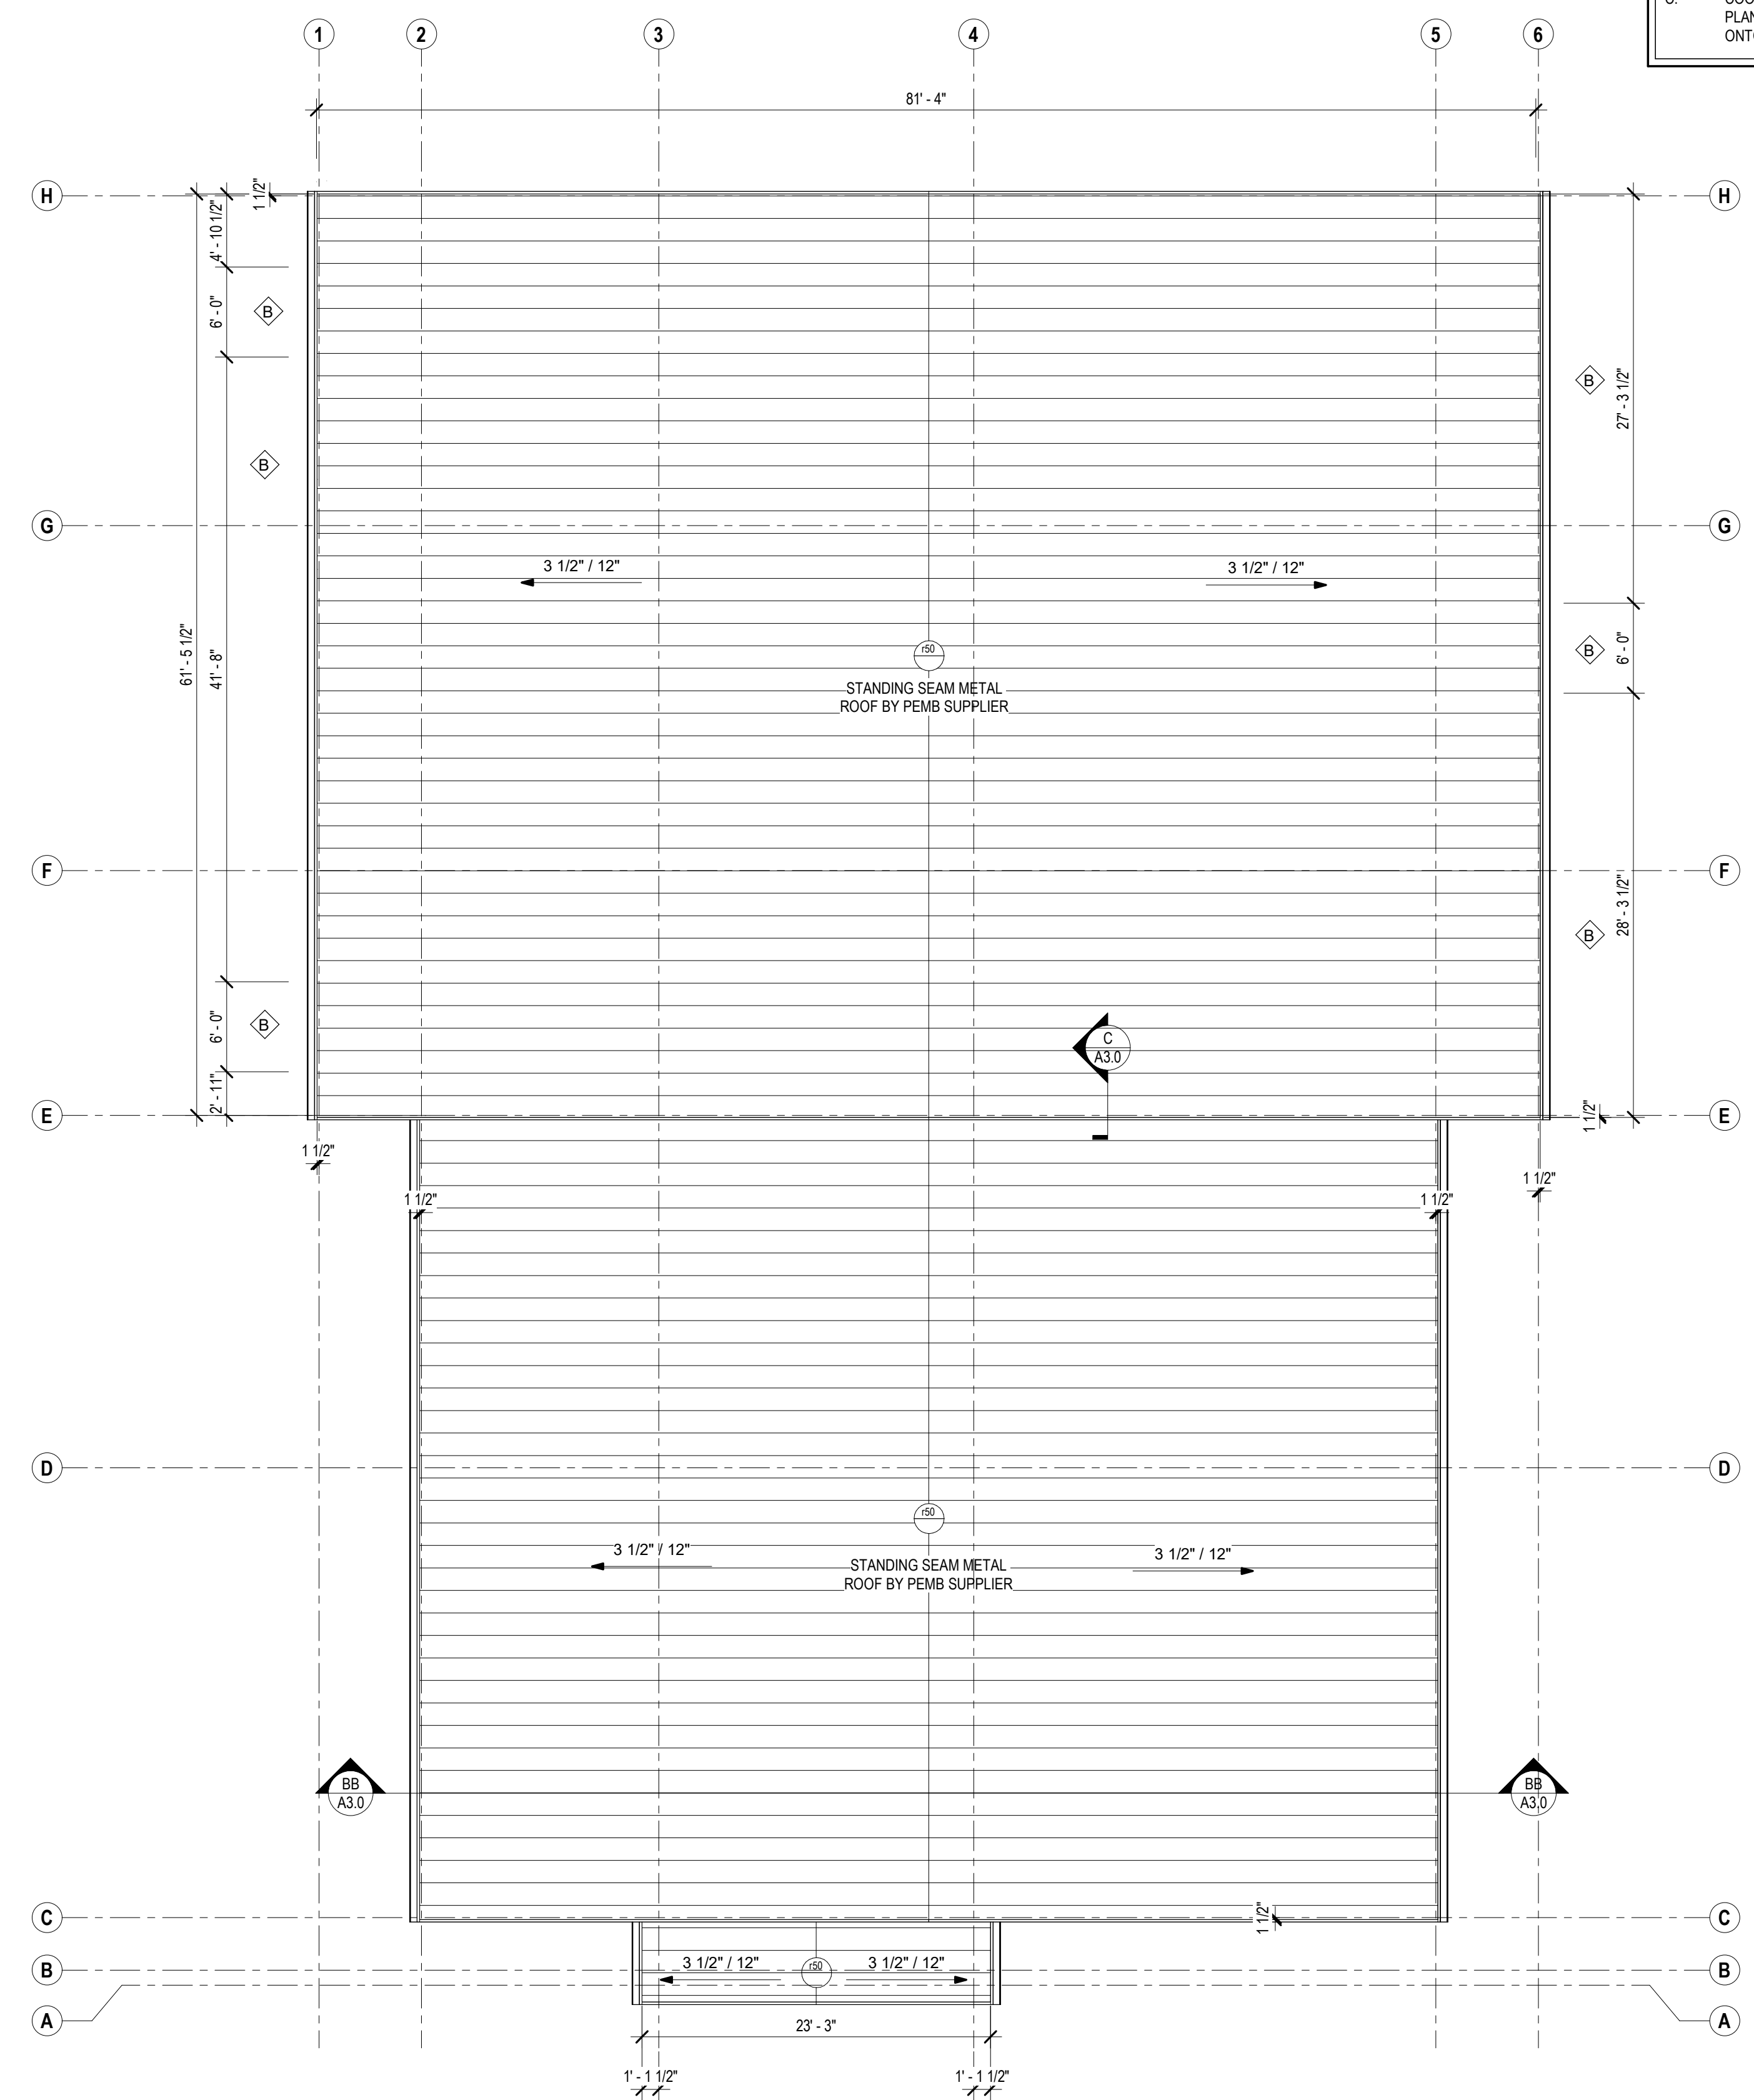 PLAN
1
2
3
4
5
6
81' - 4"
H
1 1/2"
H
4' - 10 1/2"
6' - 0"
B
B
27' - 3 1/2"
B
G
G
3 1/2" / 12"
3 1/2" / 12"
61' - 5 1/2"
41' - 8"
r50
B
6' - 0"
STANDING SEAM METAL
ROOF BY PEMB SUPPLIER
F
F
28' - 3 1/2"
B
6' - 0"
B
C
A3.0
2' - 11"
E
1 1/2"
E
1 1/2"
1 1/2"
1 1/2"
1 1/2"
D
D
r50
3 1/2" / 12"
3 1/2" / 12"
STANDING SEAM METAL
ROOF BY PEMB SUPPLIER
BB
A3.0
BB
A3.0
C
1 1/2"
C
B
3 1/2" / 12"
r50
3 1/2" / 12"
B
A
A
23' - 3"
1' - 1 1/2"
1' - 1 1/2"